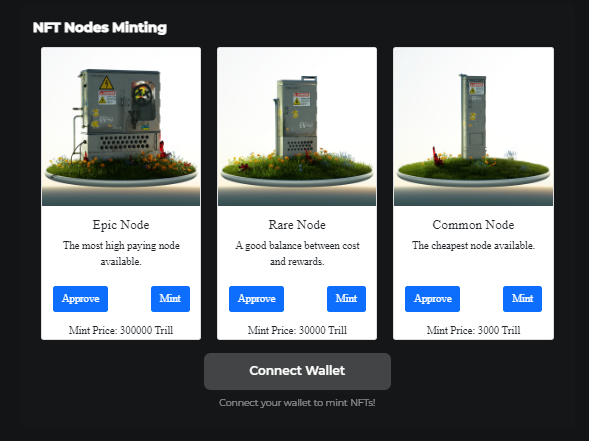 NFT Nodes Minting
Epic Node
The most high paying node
available.
Approve
Mint
Mint Price: 300000 Trill
Rare Node
A good balance between cost
and rewards.
Approve
Mint
Mint Price: 30000 Trill
Common Node
The cheapest node available.
Approve
Mint
Mint Price: 3000 Trill
Connect Wallet
Connect your wallet to mint NFTs!